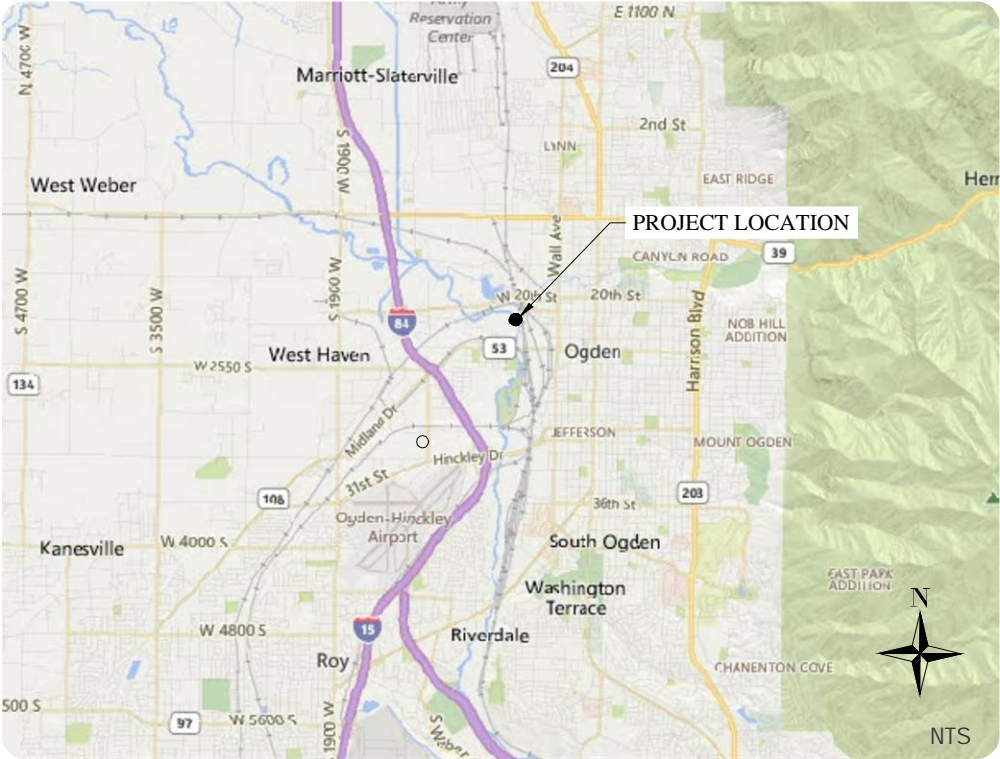 E 1100 N
Army
Reservation
Center
N 4700 W
204
Marriott-Slaterville
2nd St
S 1900 W
LYNN
EAST RIDGE
West Weber
Wall Ave
PROJECT LOCATION
CANYON ROAD
39
S 4700 W
S 3500 W
S 1900 W
W 20th St
20th St
Harrison Blvd
84
NOB HILL
ADDITION
53
West Haven
Ogden
W 2550 S
134
Midland Dr
JEFFERSON
MOUNT OGDEN
Hinckley Dr
31st St
108
203
36th St
Ogden-Hinckley
Airport
Kanesville
W 4000 S
South Ogden
EAST PARK
ADDITION
Washington
Terrace
N
W 4800 S
15
Riverdale
Roy
CHANENTON COVE
500 S
97
W 5600 S
1900 W
S Weber
NTS